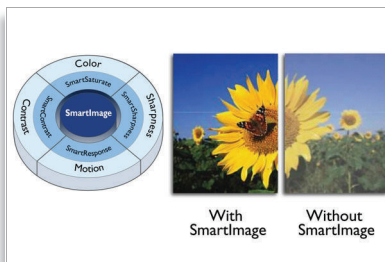 Color
SmartSaturate
Contrast
SmartContrast
SmartImage
SmartSharpness
Sharpness
SmartResponse
Motion
With
SmartImage
Without
SmartImage